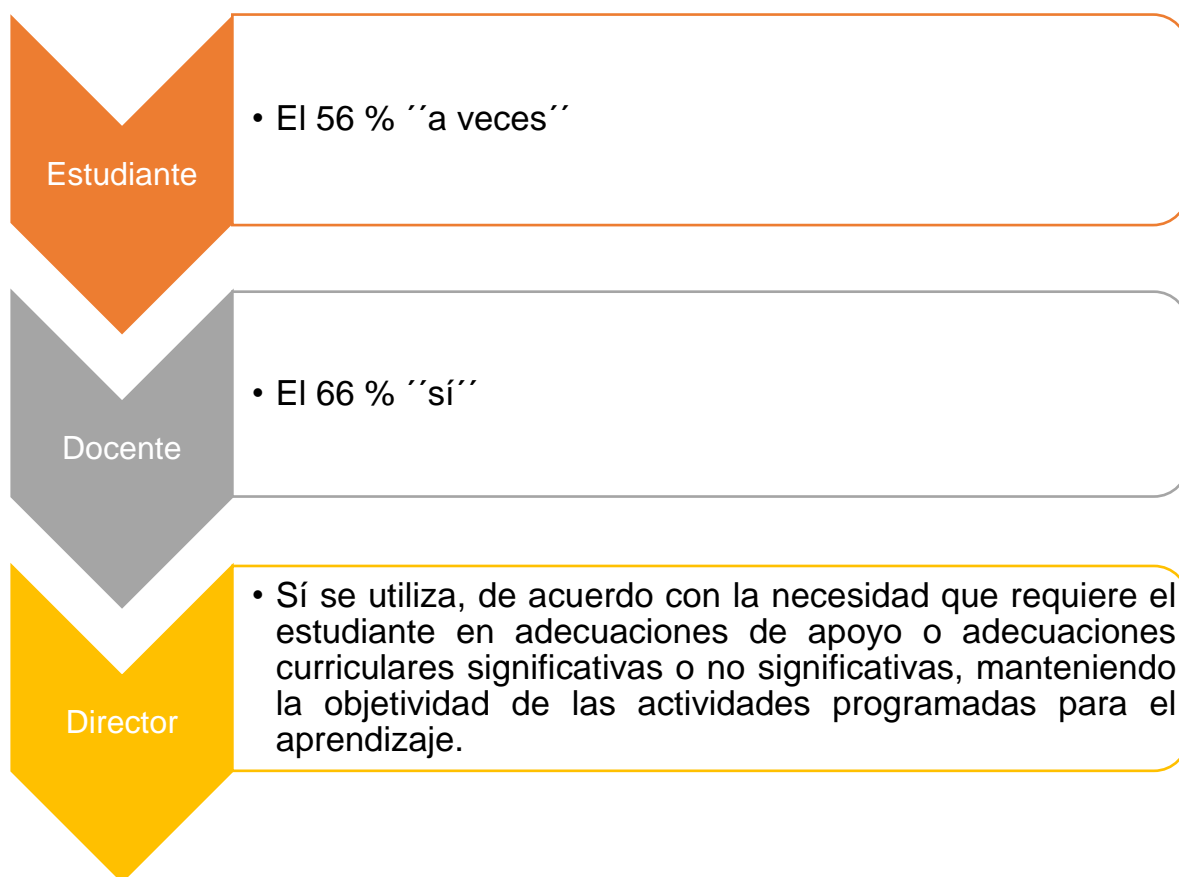 Estudiante
• El 56 % ´´a veces´´
Docente
• El 66 % ´´sí´´
Director
• Sí se utiliza, de acuerdo con la necesidad que requiere el
estudiante en adecuaciones de apoyo o adecuaciones
curriculares significativas o no significativas, manteniendo
la objetividad de las actividades programadas para el
aprendizaje.